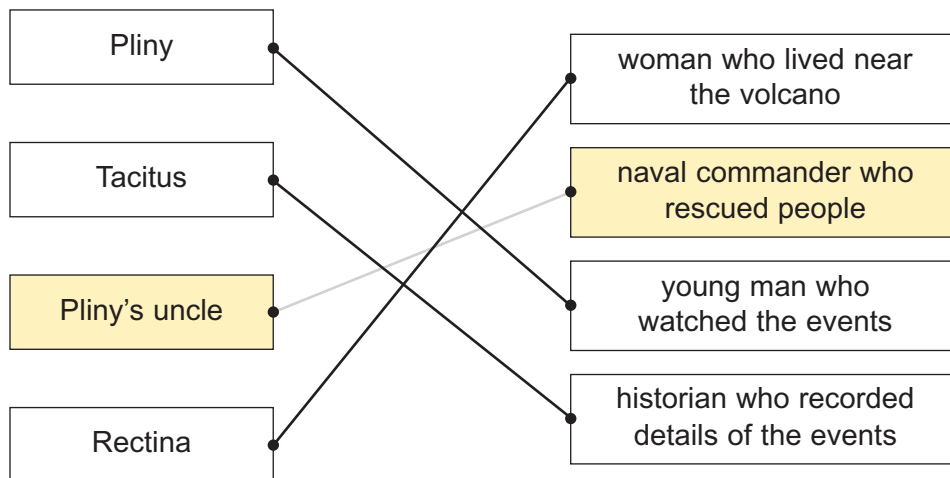 Pliny
Tacitus
Pliny’s uncle
Rectina
woman who lived near
the volcano
naval commander who
rescued people
young man who
watched the events
historian who recorded
details of the events